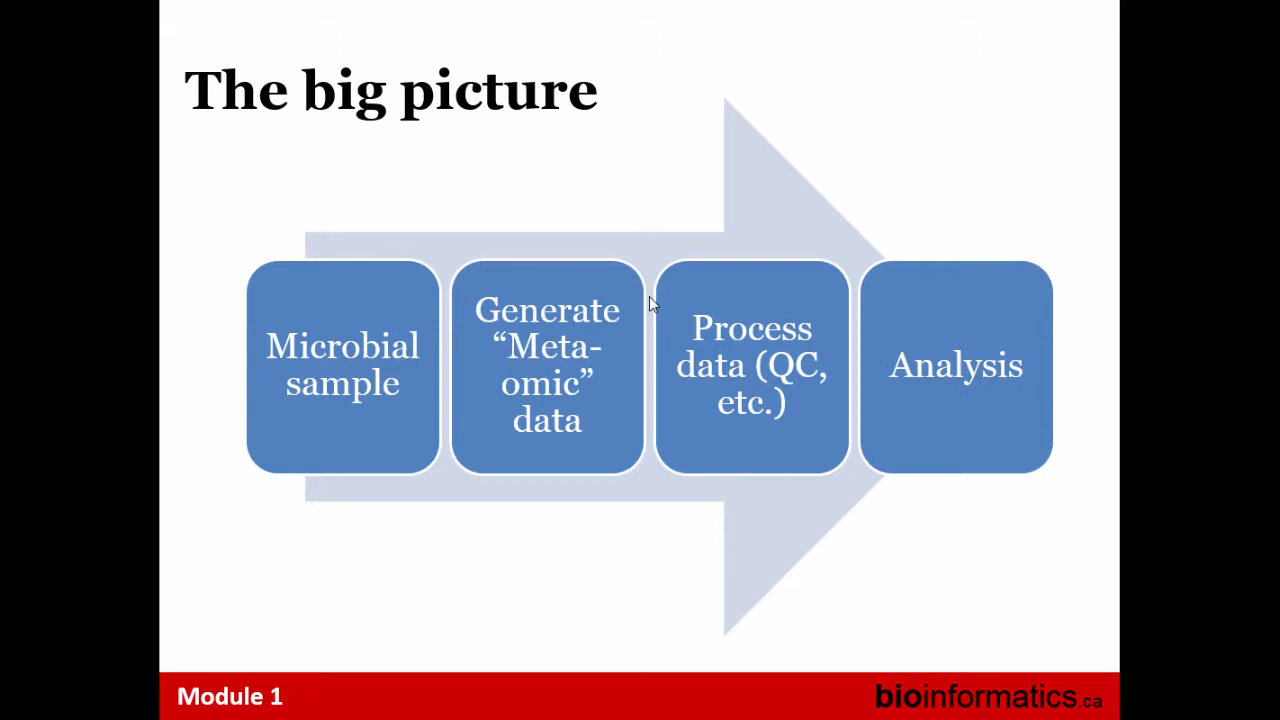 The big picture
Microbial
sample
Generate
“Meta-
omic”
data
Process
data (QC,
etc.)
Analysis
Module 1
bioinformatics.ca